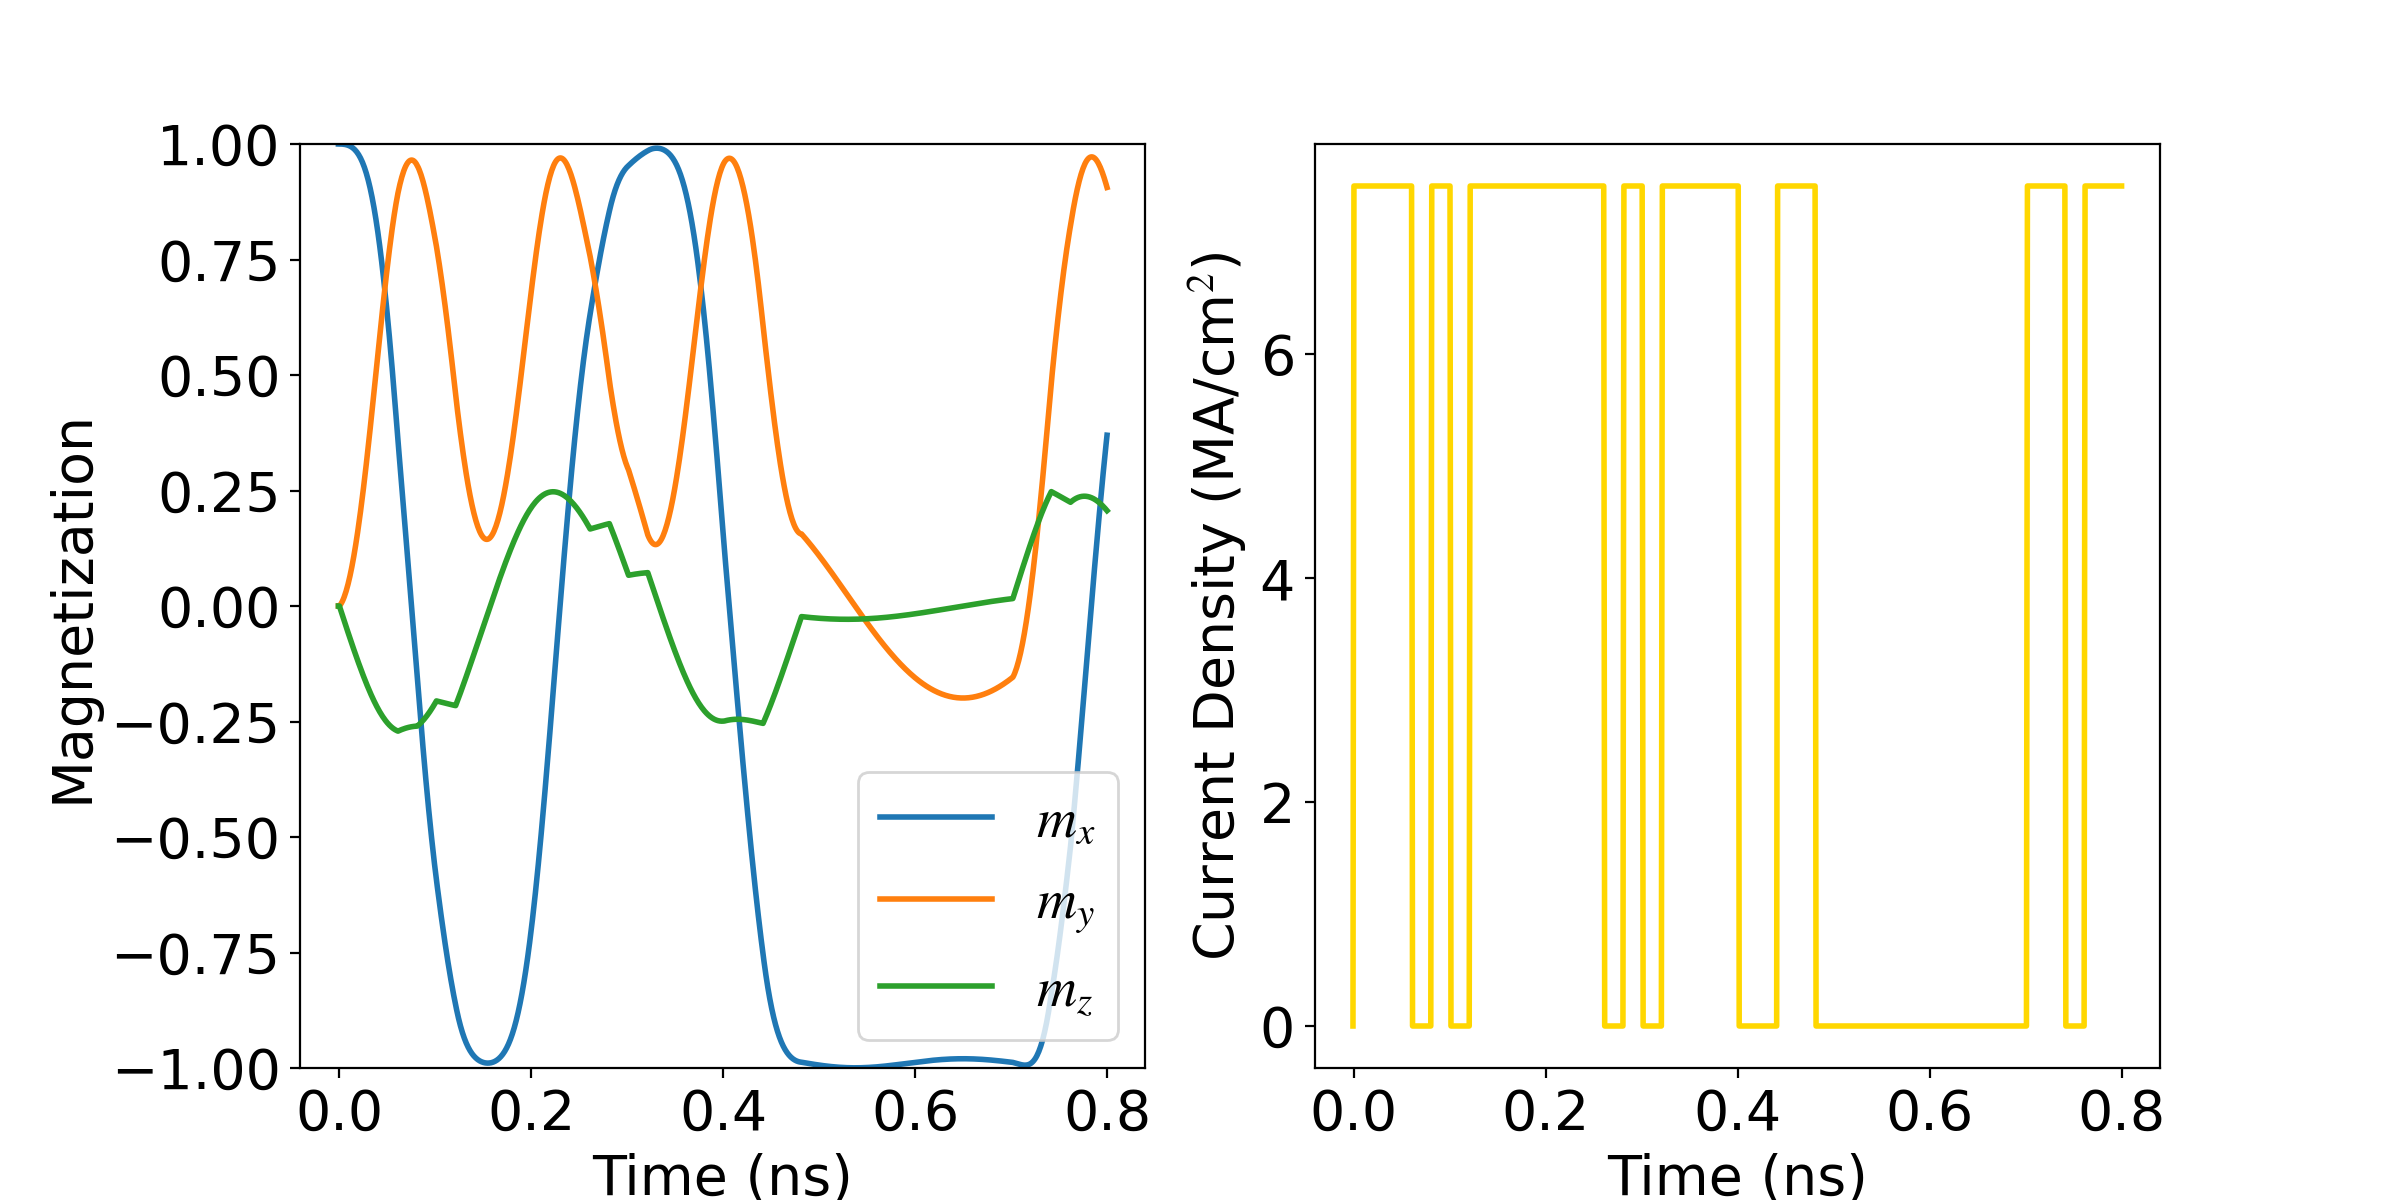 Magnetization
1.00
0.75
0.50
0.25
0.00
−0.25
−0.50
−0.75
−1.00
0.0 0.2 0.4 0.6 0.8
Time (ns)
m_x
m_y
m_z
Current Density (MA/cm²)
6
4
2
0
0.0 0.2 0.4 0.6 0.8
Time (ns)